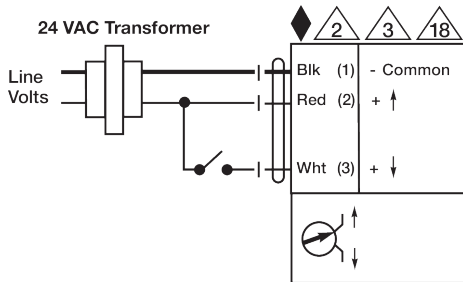 24 VAC Transformer
2 3 18
Line
Volts
Blk (1) - Common
Red (2) + ↑
Wht (3) + ↓